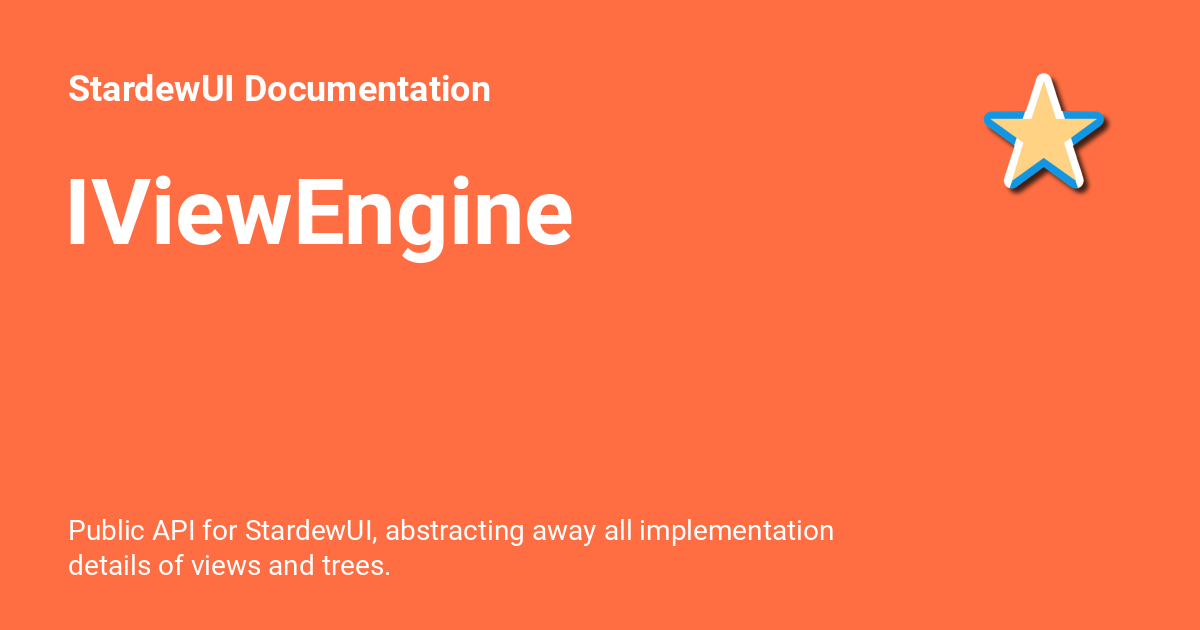 StardewUI Documentation
IViewEngine
Public API for StardewUI, abstracting away all implementation
details of views and trees.